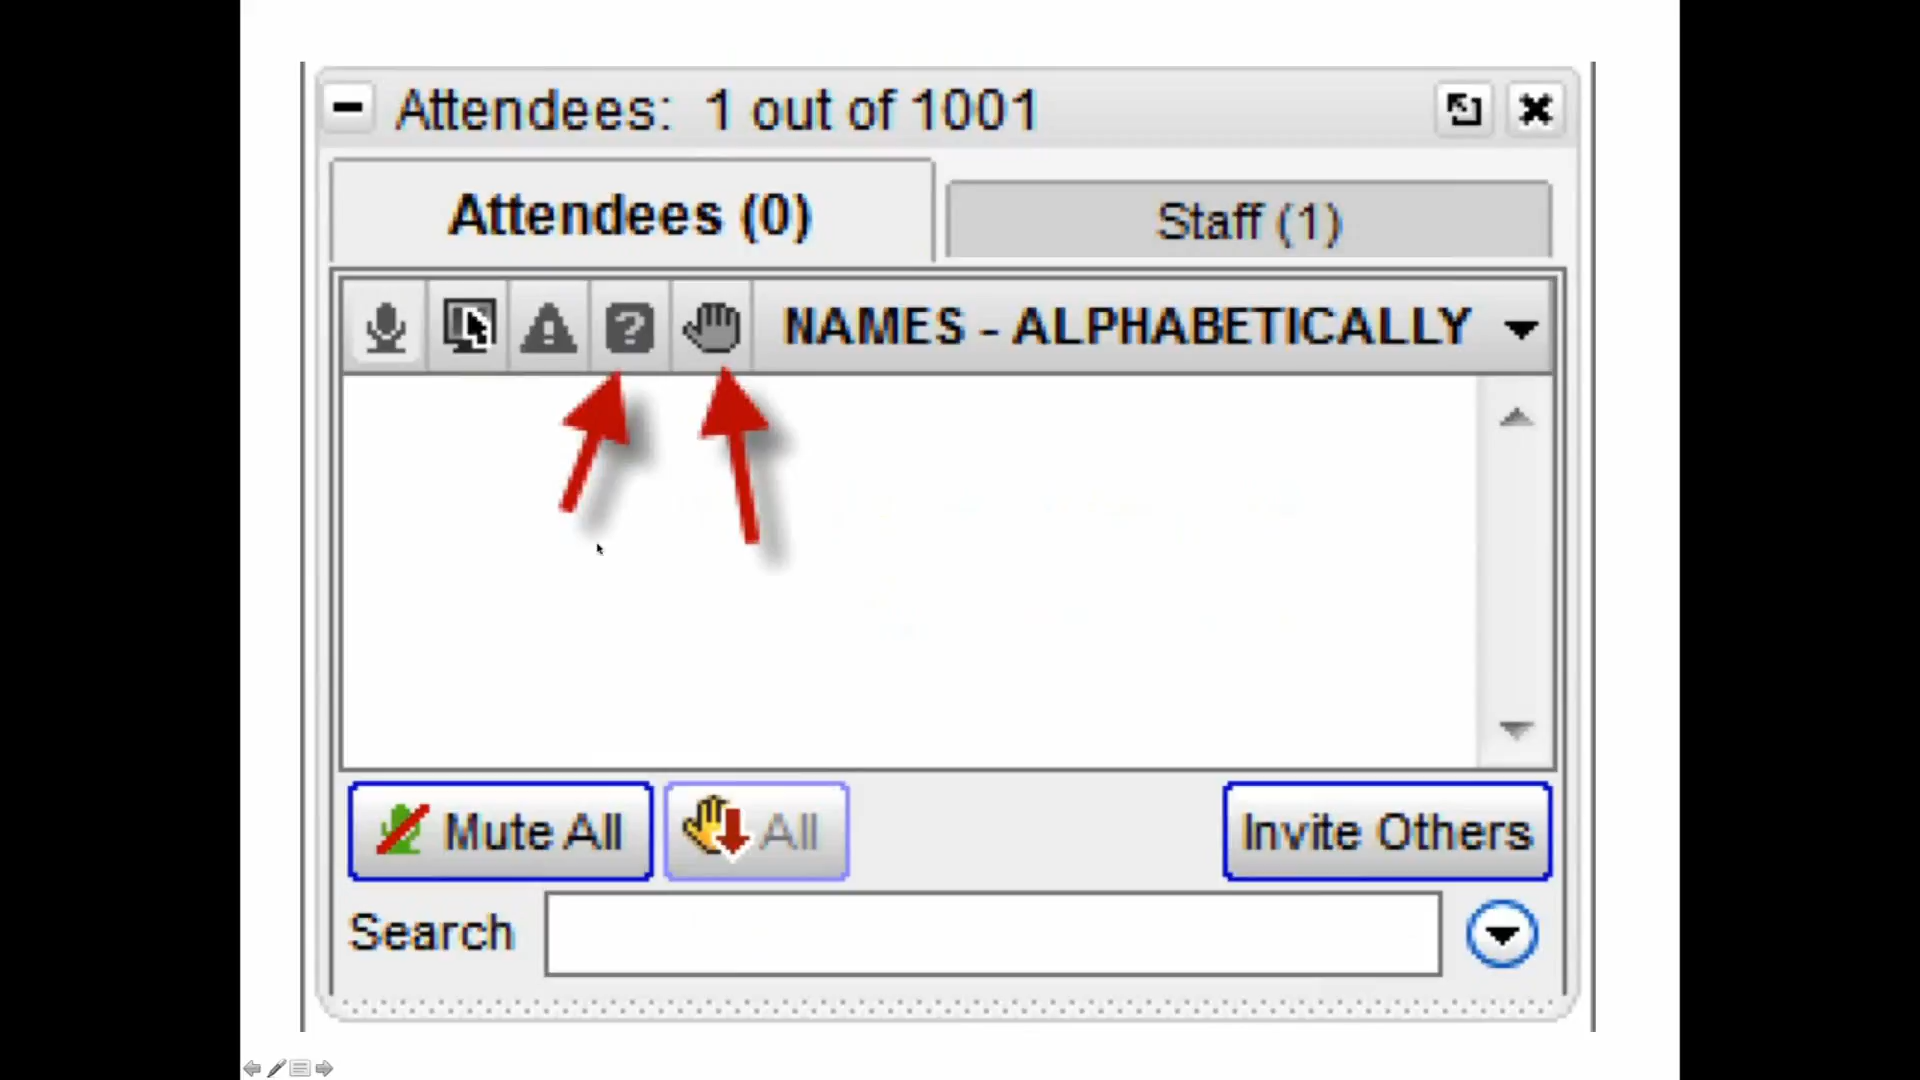 Attendees: 1 out of 1001
Attendees (0)
Staff (1)
NAMES - ALPHABETICALLY
Mute All
All
Invite Others
Search